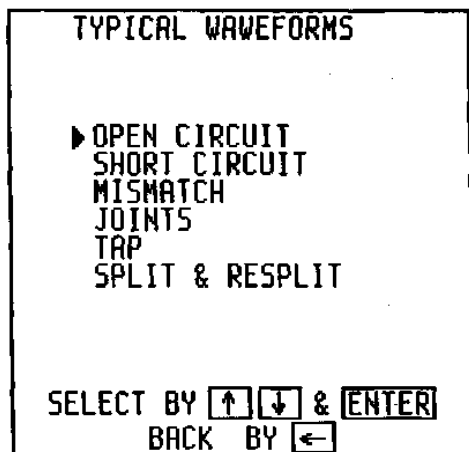 TYPICAL WAVEFORMS
▶OPEN CIRCUIT
SHORT CIRCUIT
MISMATCH
JOINTS
TAP
SPLIT & RESPLIT
SELECT BY ↑ ↓ & ENTER
BACK BY ←